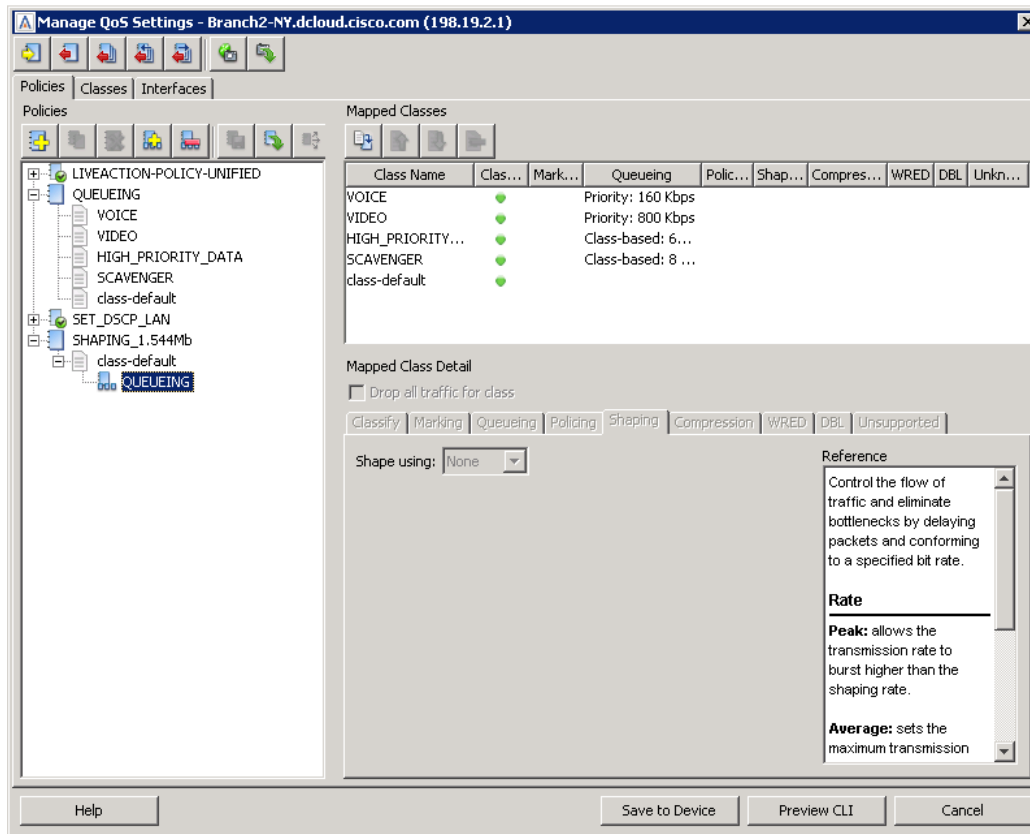 Manage QoS Settings - Branch2-NY.dcloud.cisco.com (198.19.2.1)
Policies Classes Interfaces
Policies
LIVEACTION-POLICY-UNIFIED
QUEUEING
VOICE
VIDEO
HIGH_PRIORITY_DATA
SCAVENGER
class-default
SET_DSCP_LAN
SHAPING_1.544Mb
class-default
QUEUEING
Mapped Classes
Class Name Clas... Mark... Queueing Polic... Shap... Compres... WRED DBL Unkn...
VOICE Priority: 160 Kbps
VIDEO Priority: 800 Kbps
HIGH_PRIORITY... Class-based: 6...
SCAVENGER Class-based: 8 ...
class-default
Mapped Class Detail
Drop all traffic for class
Classify Marking Queueing Policing Shaping Compression WRED DBL Unsupported
Shape using: None
Reference
Control the flow of
traffic and eliminate
bottlenecks by delaying
packets and conforming
to a specified bit rate.
Rate
Peak: allows the
transmission rate to
burst higher than the
shaping rate.
Average: sets the
maximum transmission
Help Save to Device Preview CLI Cancel